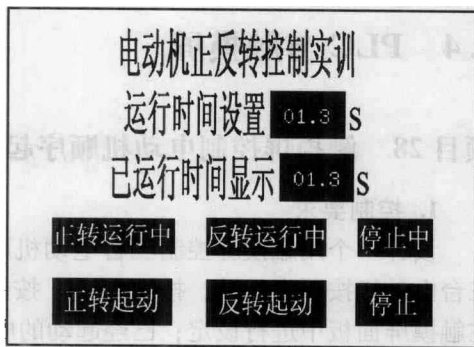 电动机正反转控制实训
运行时间设置 01.3 S
已运行时间显示 01.3 S
正转运行中 反转运行中 停止中
正转起动 反转起动 停止